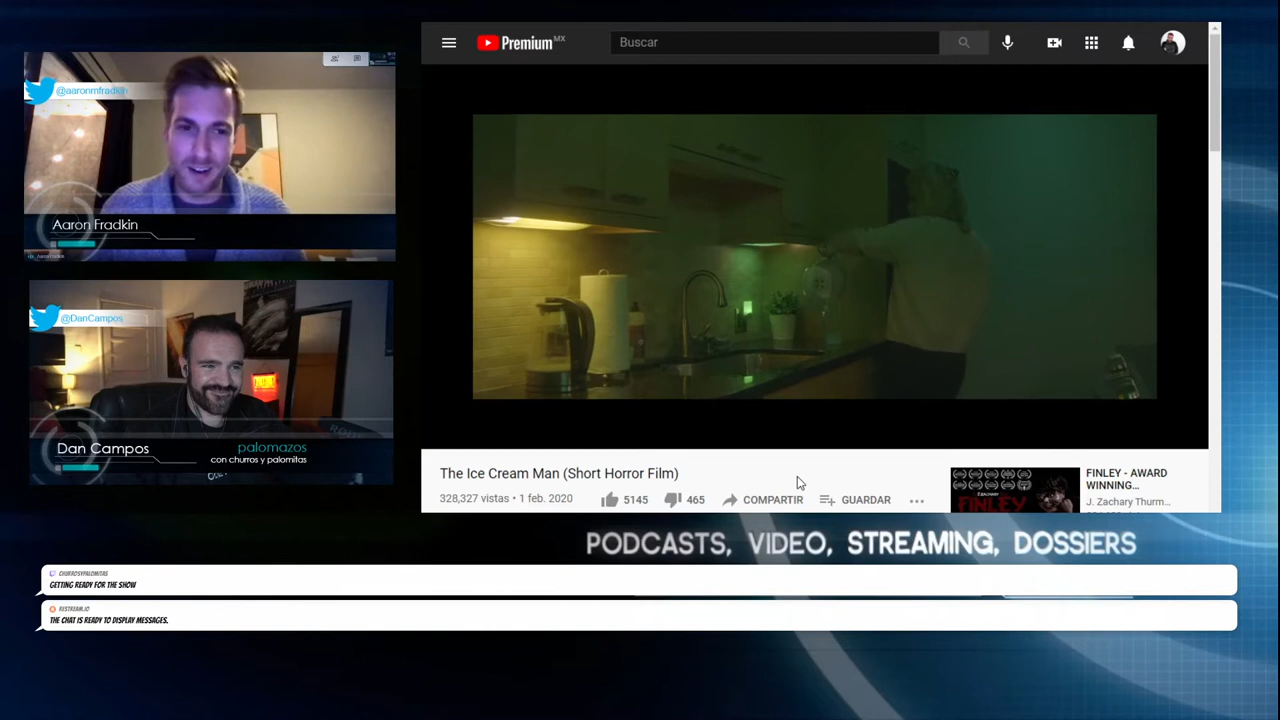 Premium MX
Buscar
@aaronmfradkin
Aaron Fradkin
@DanCampos
Dan Campos
palomazos
con churros y palomitas
The Ice Cream Man (Short Horror Film)
328,327 vistas • 1 feb. 2020
5145
465
COMPARTIR
GUARDAR
FINLEY - AWARD
WINNING...
J. Zachary Thurm...
FINLEY
PODCASTS, VIDEO, STREAMING, DOSSIERS
CHURROSYPALOMITAS
GETTING READY FOR THE SHOW
RESTREAM.IO
THE CHAT IS READY TO DISPLAY MESSAGES.